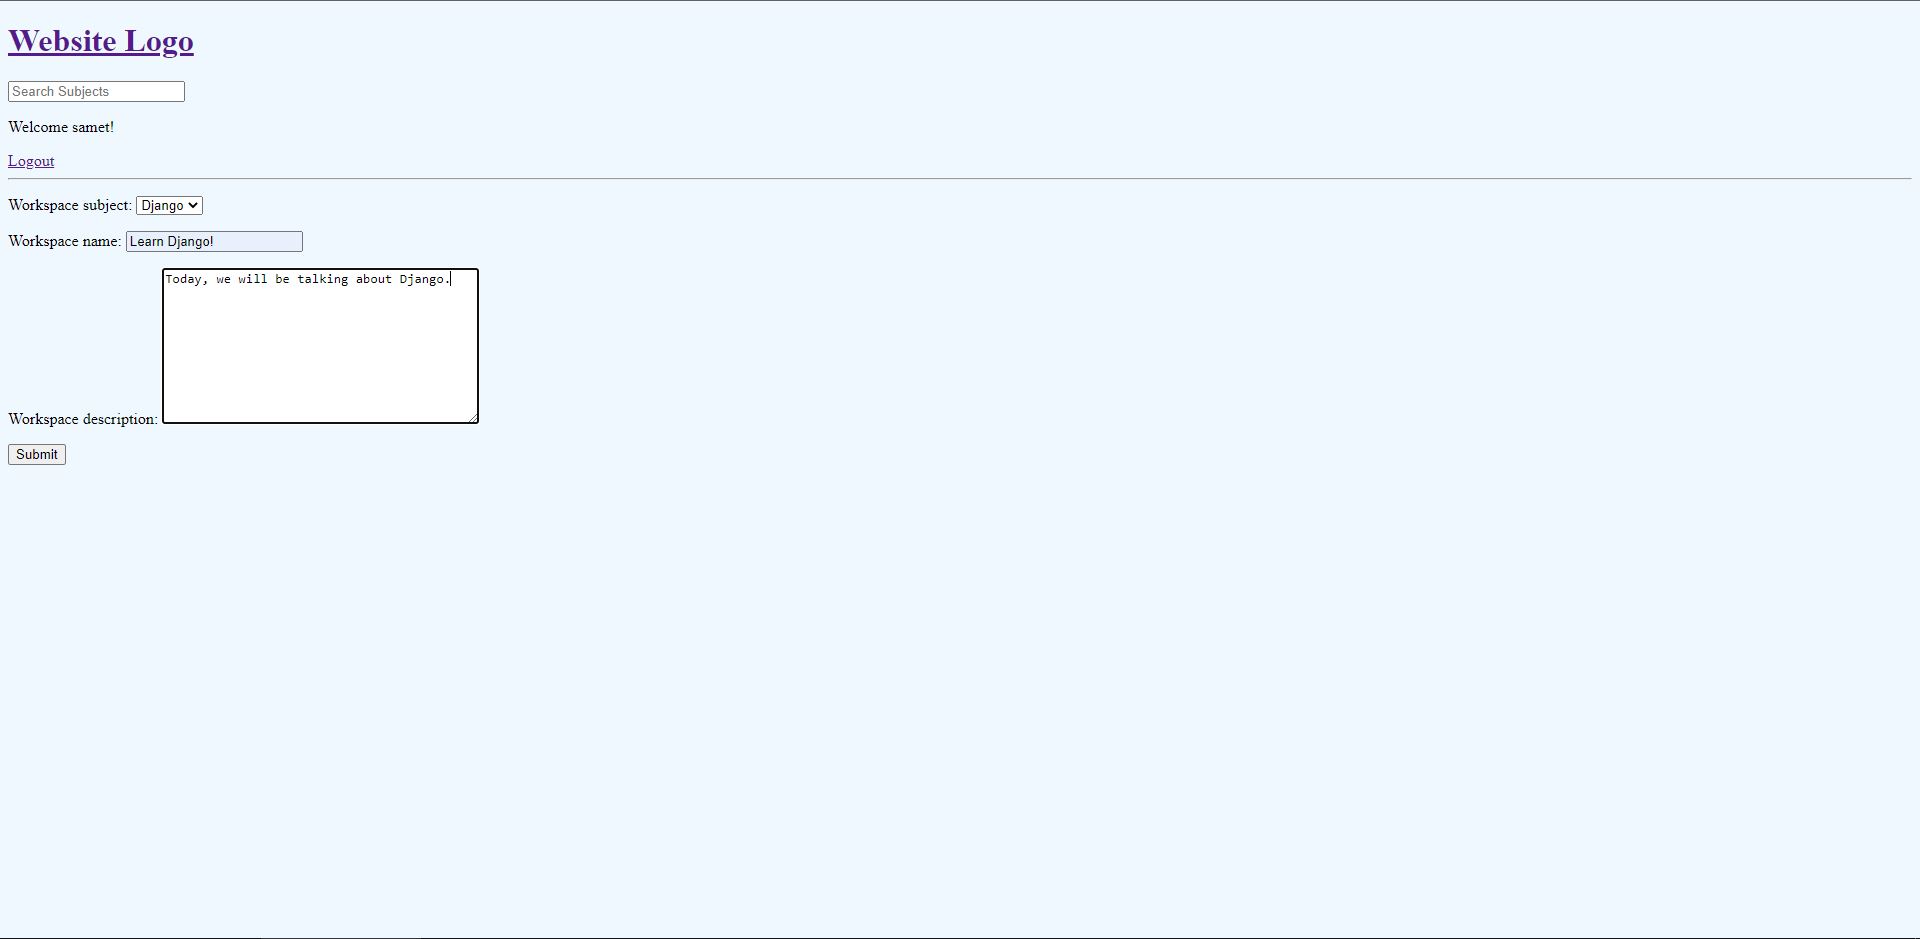 Website Logo
Search Subjects
Welcome samet!
Logout
Workspace subject: Django
Workspace name: Learn Django!
Today, we will be talking about Django.
Workspace description:
Submit